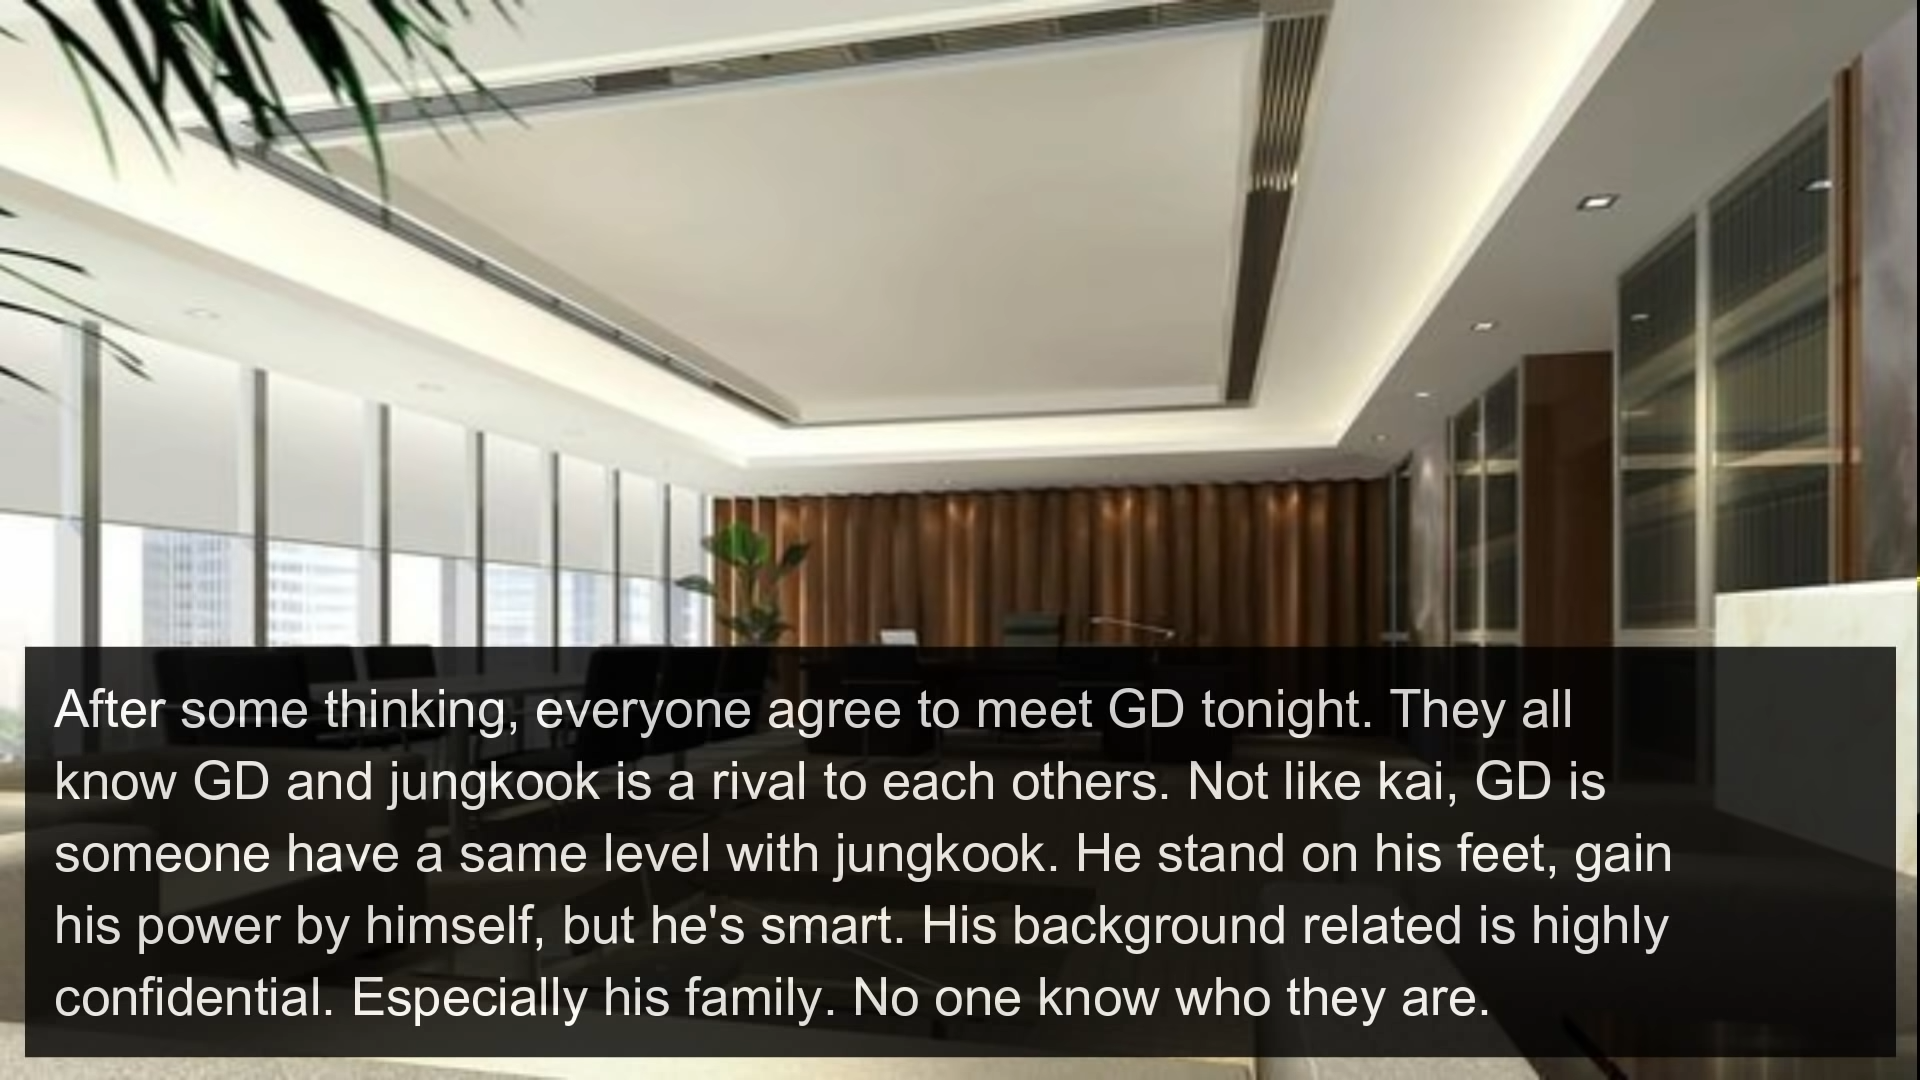 After some thinking, everyone agree to meet GD tonight. They all
know GD and jungkook is a rival to each others. Not like kai, GD is
someone have a same level with jungkook. He stand on his feet, gain
his power by himself, but he's smart. His background related is highly
confidential. Especially his family. No one know who they are.